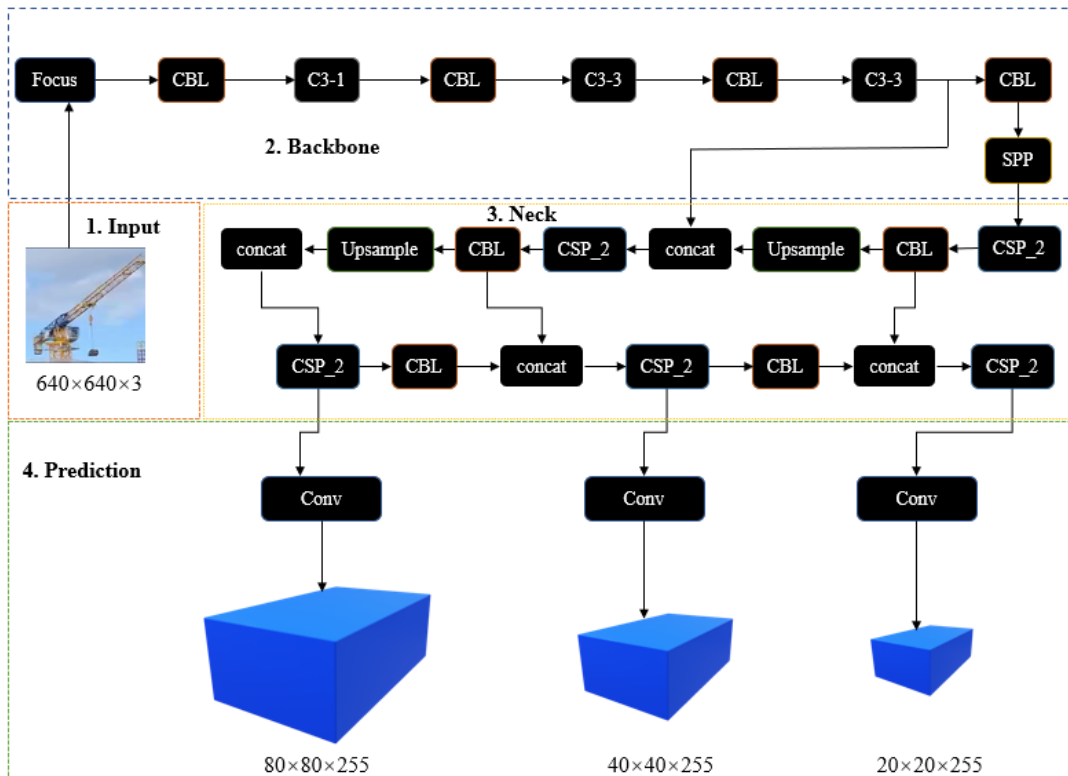 Focus
CBL
C3-1
CBL
C3-3
CBL
C3-3
CBL
2. Backbone
SPP
1. Input
3. Neck
concat
Upsample
CBL
CSP_2
concat
Upsample
CBL
CSP_2
640×640×3
CSP_2
CBL
concat
CSP_2
CBL
concat
CSP_2
4. Prediction
Conv
Conv
Conv
80×80×255
40×40×255
20×20×255